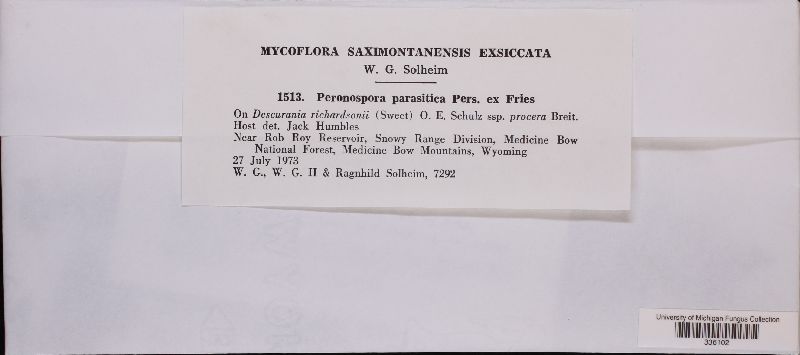 MYCOFLORA SAXIMONTANENSIS EXSICCATA
W. G. Solheim
1513. Peronospora parasitica Pers. ex Fries
On Descurania richardsonii (Sweet) O. E. Schulz ssp. procera Breit.
Host det. Jack Humbles
Near Rob Roy Reservoir, Snowy Range Division, Medicine Bow
National Forest, Medicine Bow Mountains, Wyoming
27 July 1973
W. G., W. G. II & Ragnhild Solheim, 7292
University of Michigan Fungus Collection
336102